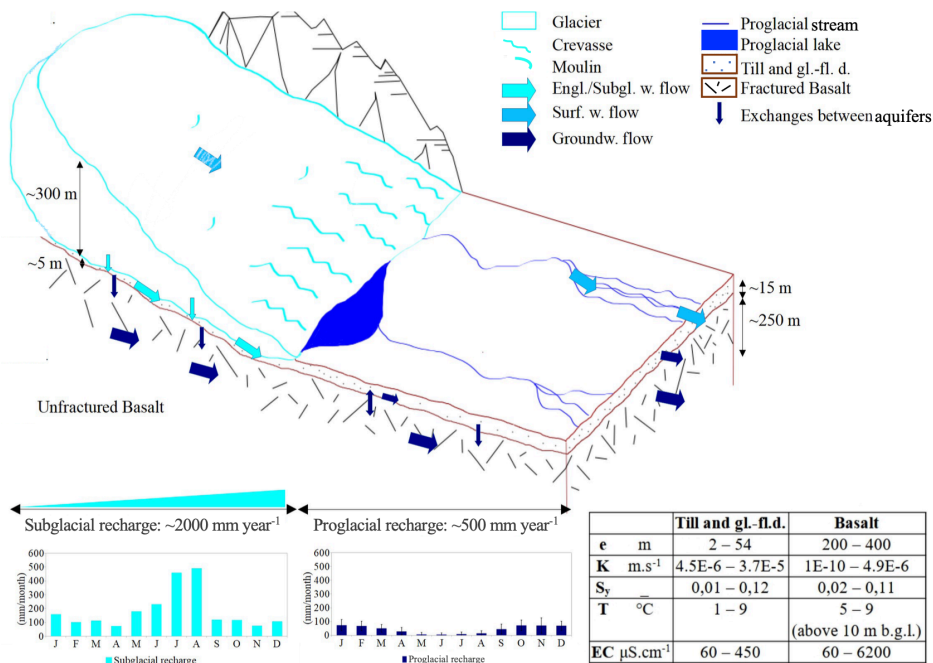 Glacier
Crevasse
Moulin
Engl./Subgl. w. flow
Surf. w. flow
Groundw. flow
Proglacial stream
Proglacial lake
Till and gl.-fl. d.
Fractured Basalt
Exchanges between aquifers
~300 m
~5 m
~15 m
~250 m
Unfractured Basalt
Subglacial recharge: ~2000 mm year⁻¹
Proglacial recharge: ~500 mm year⁻¹
(mm/month)
600
500
400
300
200
100
0
J F M A M J J A S O N D
Subglacial recharge
(mm/month)
600
500
400
300
200
100
0
J F M A M J J A S O N D
Proglacial recharge
Till and gl.-fl.d. Basalt
e m 2 – 54 200 – 400
K m.s⁻¹ 4.5E-6 – 3.7E-5 1E-10 – 4.9E-6
Sy _ 0,01 – 0,12 0,02 – 0,11
T °C 1 – 9 5 – 9
(above 10 m b.g.l.)
EC µS.cm⁻¹ 60 – 450 60 – 6200